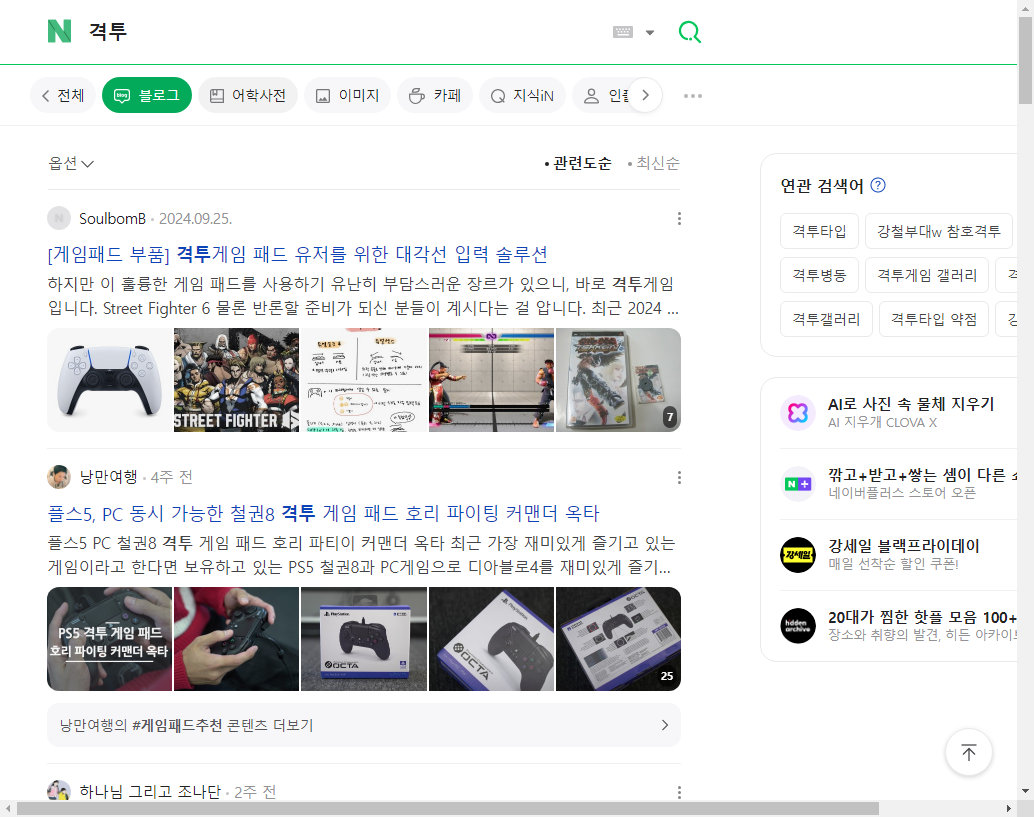 격투
전체
블로그
어학사전
이미지
카페
지식iN
옵션
관련도순
최신순
SoulbomB 2024.09.25.
[게임패드 부품] 격투게임 패드 유저를 위한 대각선 입력 솔루션
하지만 이 훌륭한 게임 패드를 사용하기 유난히 부담스러운 장르가 있으니, 바로 격투게임
입니다. Street Fighter 6 물론 반론할 준비가 되신 분들이 계시다는 걸 압니다. 최근 2024 ...
STREET FIGHTER
7
낭만여행 4주 전
플스5, PC 동시 가능한 철권8 격투 게임 패드 호리 파이팅 커맨더 옥타
플스5 PC 철권8 격투 게임 패드 호리 파티이 커맨더 옥타 최근 가장 재미있게 즐기고 있는
게임이라고 한다면 보유하고 있는 PS5 철권8과 PC게임으로 디아블로4를 재미있게 즐기...
PS5 격투 게임 패드
호리 파이팅 커맨더 옥타
PlayStation
OCTA
OCTA
25
낭만여행의 #게임패드추천 콘텐츠 더보기
하나님 그리고 조나단 2주 전
연관 검색어
격투타입
강철부대w 참호격투
격투병동
격투게임 갤러리
격투갤러리
격투타입 약점
AI로 사진 속 물체 지우기
AI 지우개 CLOVA X
깎고+받고+쌓는 셈이 다른
네이버플러스 스토어 오픈
강세일
강세일 블랙프라이데이
매일 선착순 할인 쿠폰!
hidden
archive
20대가 찜한 핫플 모음 100+
장소와 취향의 발견, 히든 아카이브